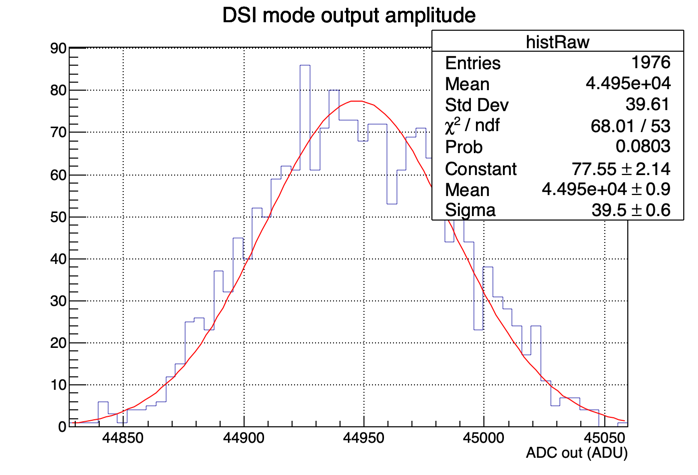 DSI mode output amplitude
histRaw
Entries 1976
Mean 4.495e+04
Std Dev 39.61
χ² / ndf 68.01 / 53
Prob 0.0803
Constant 77.55 ± 2.14
Mean 4.495e+04 ± 0.9
Sigma 39.5 ± 0.6
90
80
70
60
50
40
30
20
10
0
44850 44900 44950 45000 45050
ADC out (ADU)